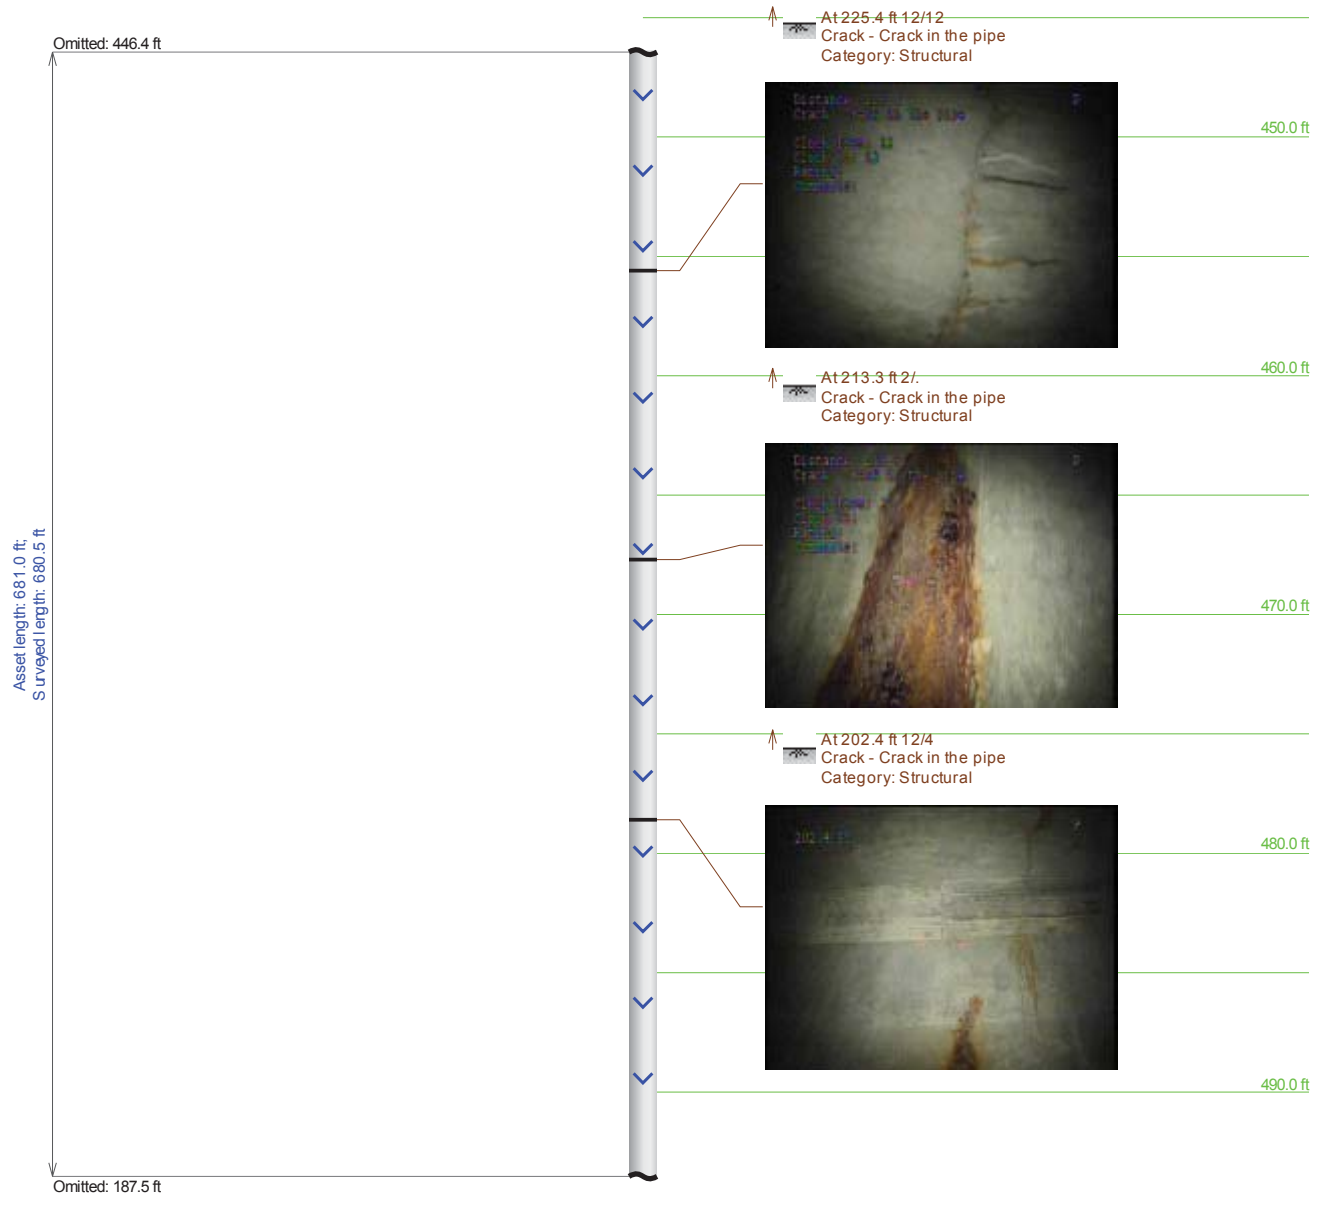 At 225.4 ft 12/12
Crack - Crack in the pipe
Category: Structural
Omitted: 446.4 ft
450.0 ft
460.0 ft
At 213.3 ft 2/.
Crack - Crack in the pipe
Category: Structural
Asset length: 681.0 ft;
Surveyed length: 680.5 ft
470.0 ft
At 202.4 ft 12/4
Crack - Crack in the pipe
Category: Structural
202.4
480.0 ft
490.0 ft
Omitted: 187.5 ft